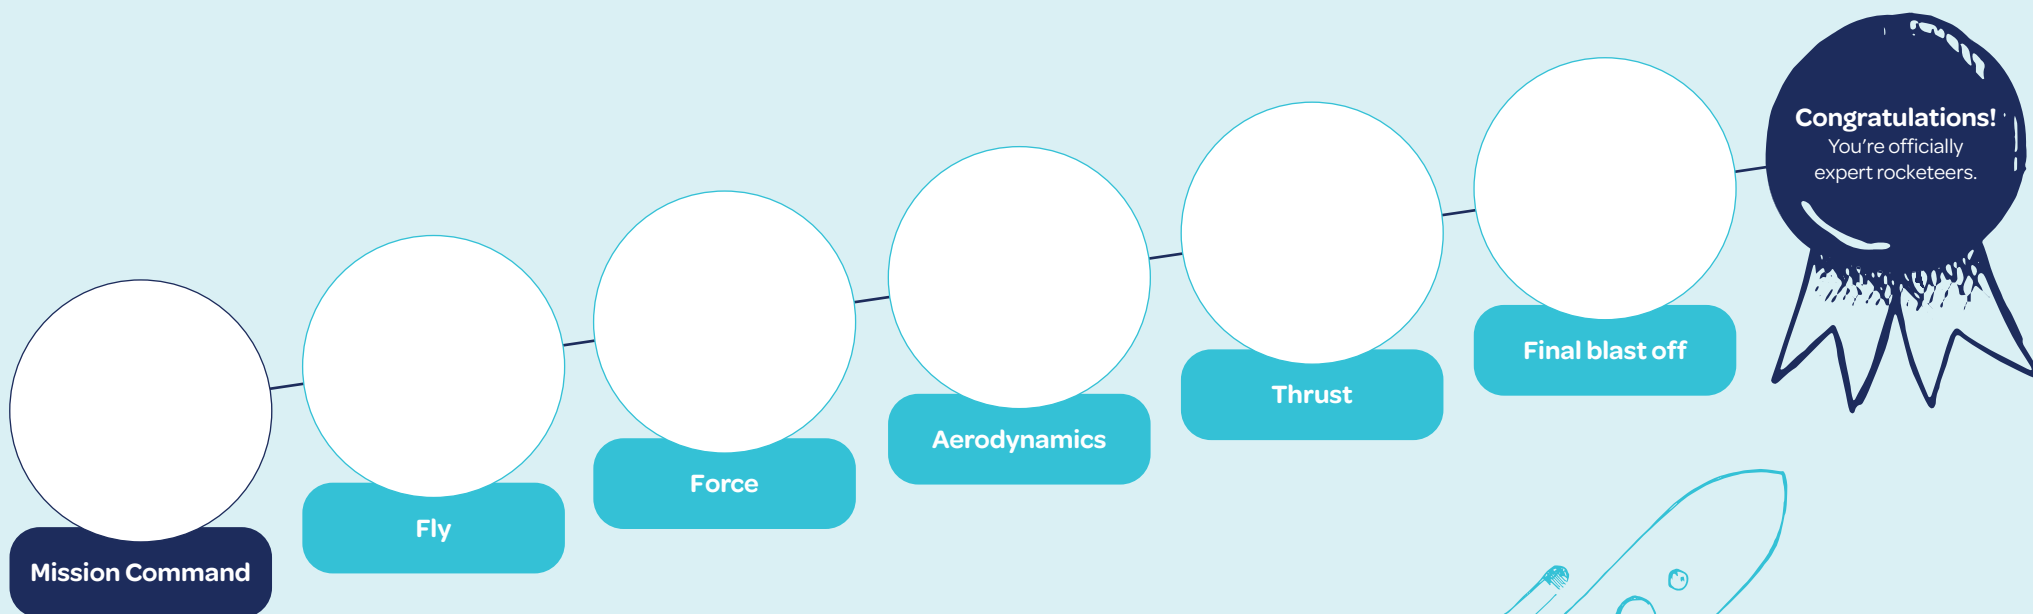 Mission Command
Fly
Force
Aerodynamics
Thrust
Final blast off
Congratulations!
You’re officially
expert rocketeers.